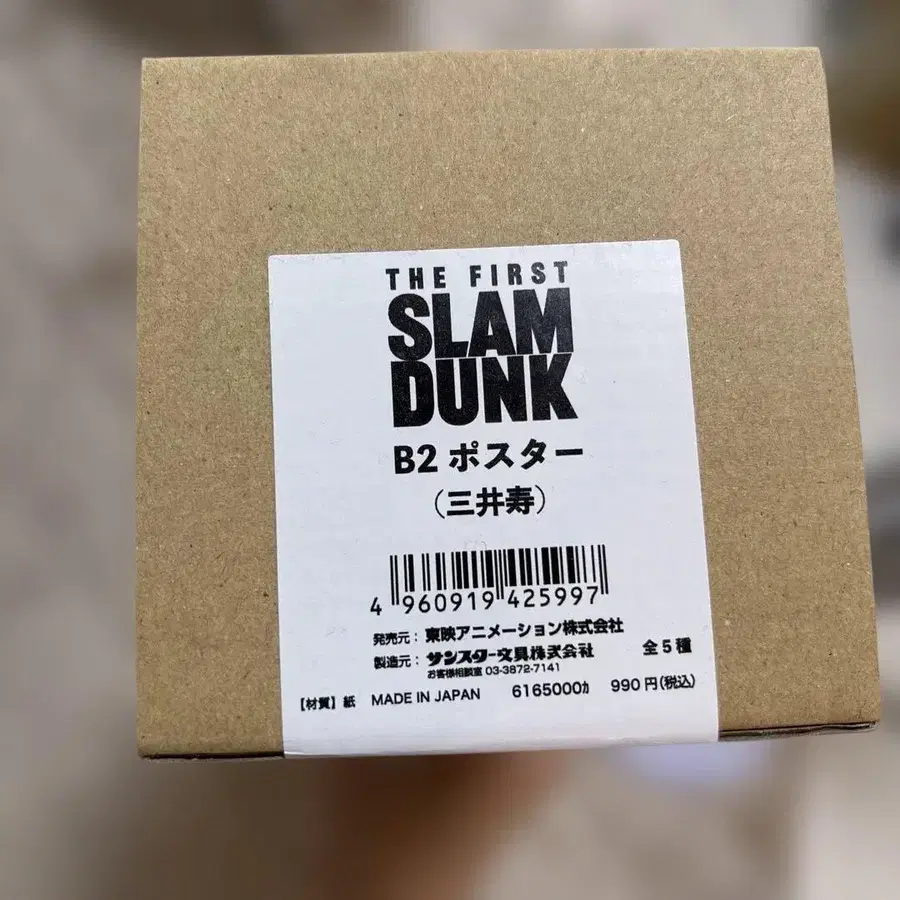 THE FIRST
SLAM
DUNK
B2 ポスター
(三井寿)
4 960919 425997
発売元：東映アニメーション株式会社
製造元：サンスター文具株式会社 全5種
お客様相談室 03-3872-7141
【材質】紙 MADE IN JAPAN 6165000ｶ 990円(税込)